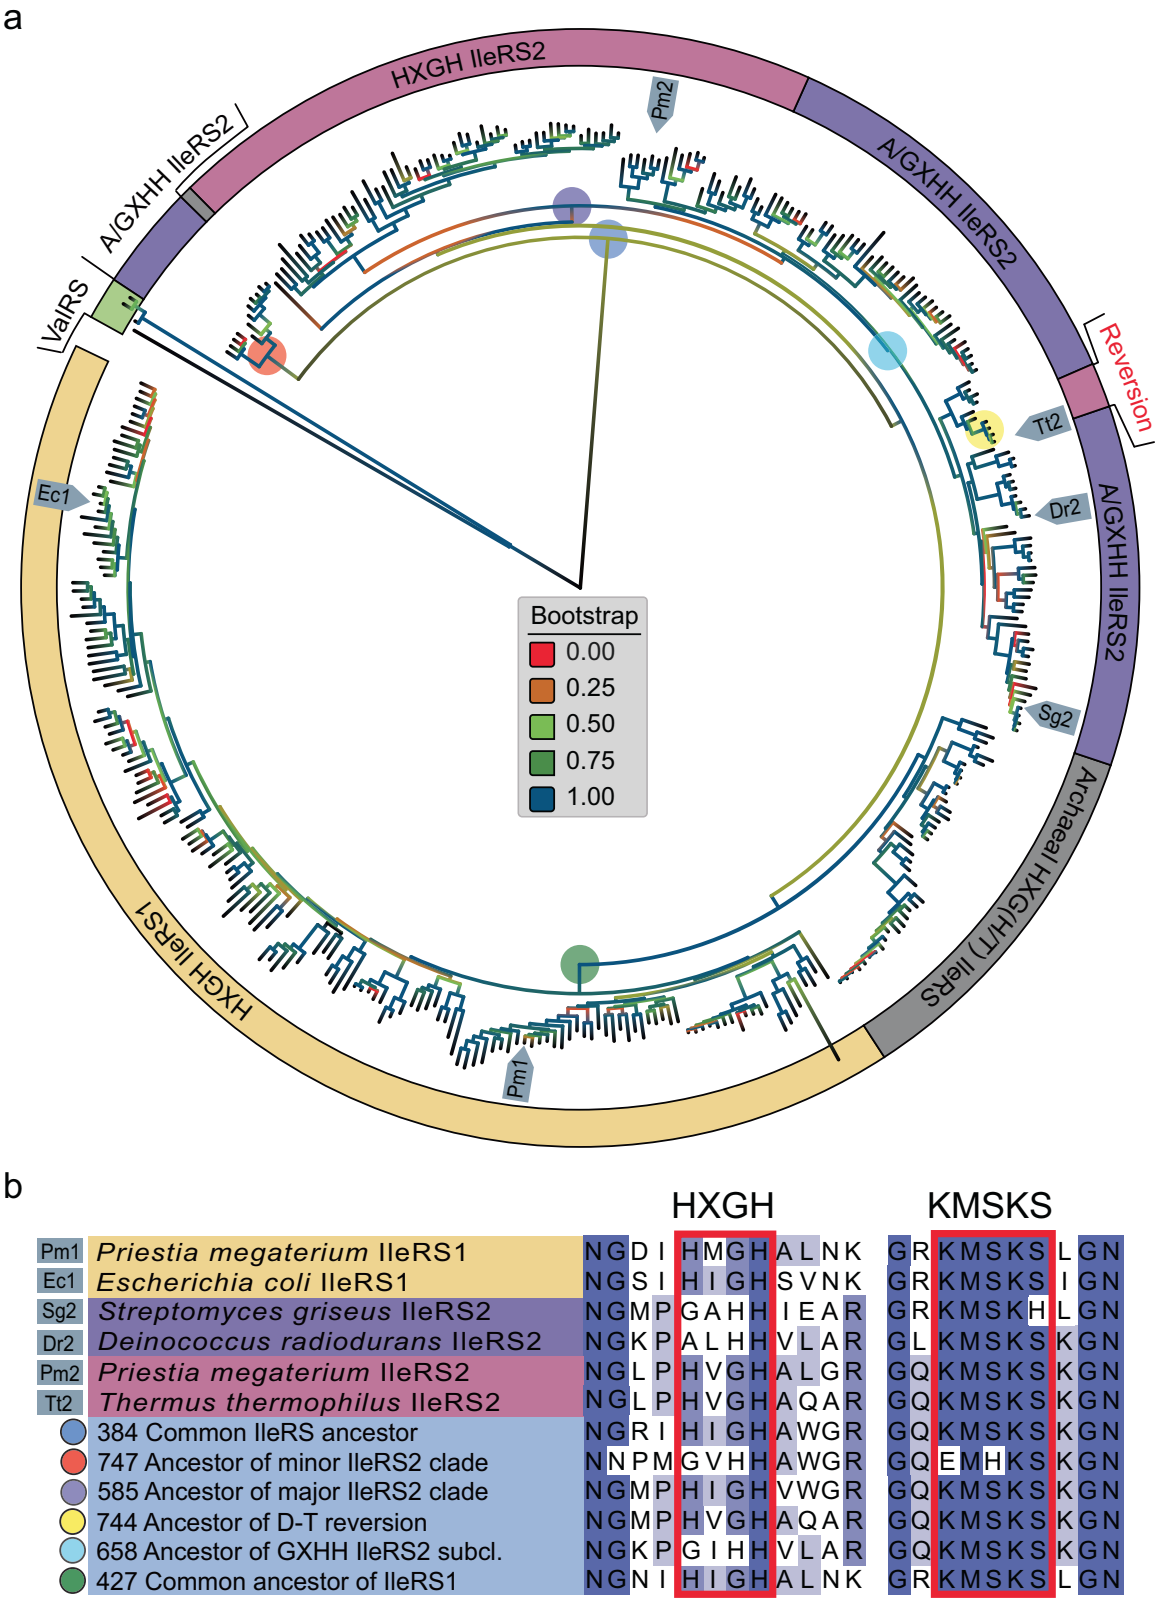 a
HXGH IleRS2
Pm2
A/GXHH IleRS2
A/GXHH IleRS2
ValRS
Reversion
Tt2
Ec1
Dr2
A/GXHH IleRS2
Sg2
Bootstrap
0.00
0.25
0.50
0.75
1.00
Archaeal HXG(H/T) IleRS
HXGH IleRS1
Pm1
b
HXGH KMSKS
Pm1 Priestia megaterium IleRS1 NGDIHMGHALNK GRKMSKSLGN
Ec1 Escherichia coli IleRS1 NGSIHIGHSVNK GRKMSKSIGN
Sg2 Streptomyces griseus IleRS2 NGMPGAHHIEAR GRKMSKHLGN
Dr2 Deinococcus radiodurans IleRS2 NGKPALHHVLAR GLKMSKSKGN
Pm2 Priestia megaterium IleRS2 NGLPHVGHALGR GQKMSKSKGN
Tt2 Thermus thermophilus IleRS2 NGLPHVGHAQAR GQKMSKSKGN
384 Common IleRS ancestor NGRIHIGHAWGR GQKMSKSKGN
747 Ancestor of minor IleRS2 clade NNPMGVHHAWGR GQEMHKSKGN
585 Ancestor of major IleRS2 clade NGMPHIGHVWGR GQKMSKSKGN
744 Ancestor of D-T reversion NGMPHVGHAQAR GQKMSKSKGN
658 Ancestor of GXHH IleRS2 subcl. NGKPGIHHVLAR GQKMSKSKGN
427 Common ancestor of IleRS1 NGNIHIGHALNK GRKMSKSLGN